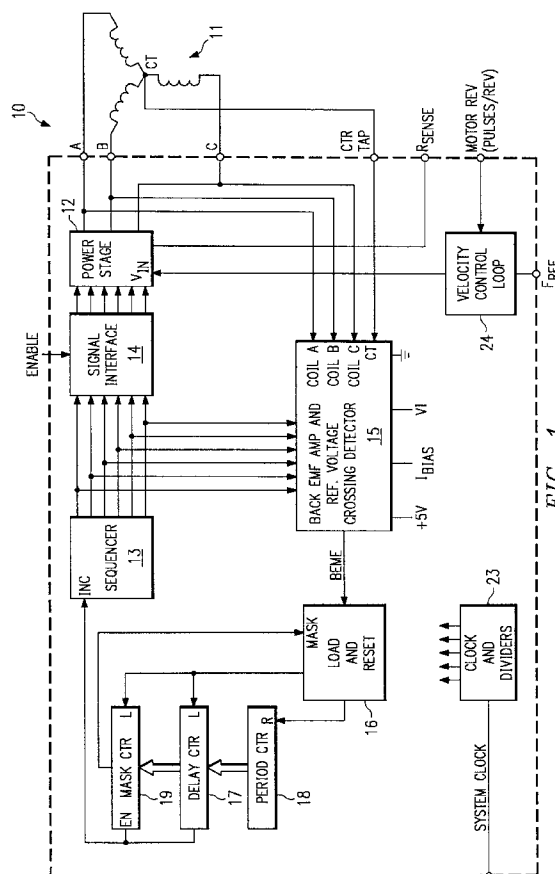 10
11
A
B
C
CT
CTR
TAP
RSENSE
MOTOR REV
(PULSES/REV)
ENABLE
12
POWER
STAGE
VIN
SIGNAL
INTERFACE
14
INC
SEQUENCER
13
VELOCITY
CONTROL
LOOP
24
FREF
COIL A
COIL B
COIL C
CT
BACK EMF AMP AND
REF. VOLTAGE
CROSSING DETECTOR
15
+5V
IBIAS
VI
BEME
MASK
LOAD
AND
RESET
16
EN MASK CTR L
19
DELAY CTR L
17
PERIOD CTR R
18
23
CLOCK
AND
DIVIDERS
SYSTEM CLOCK